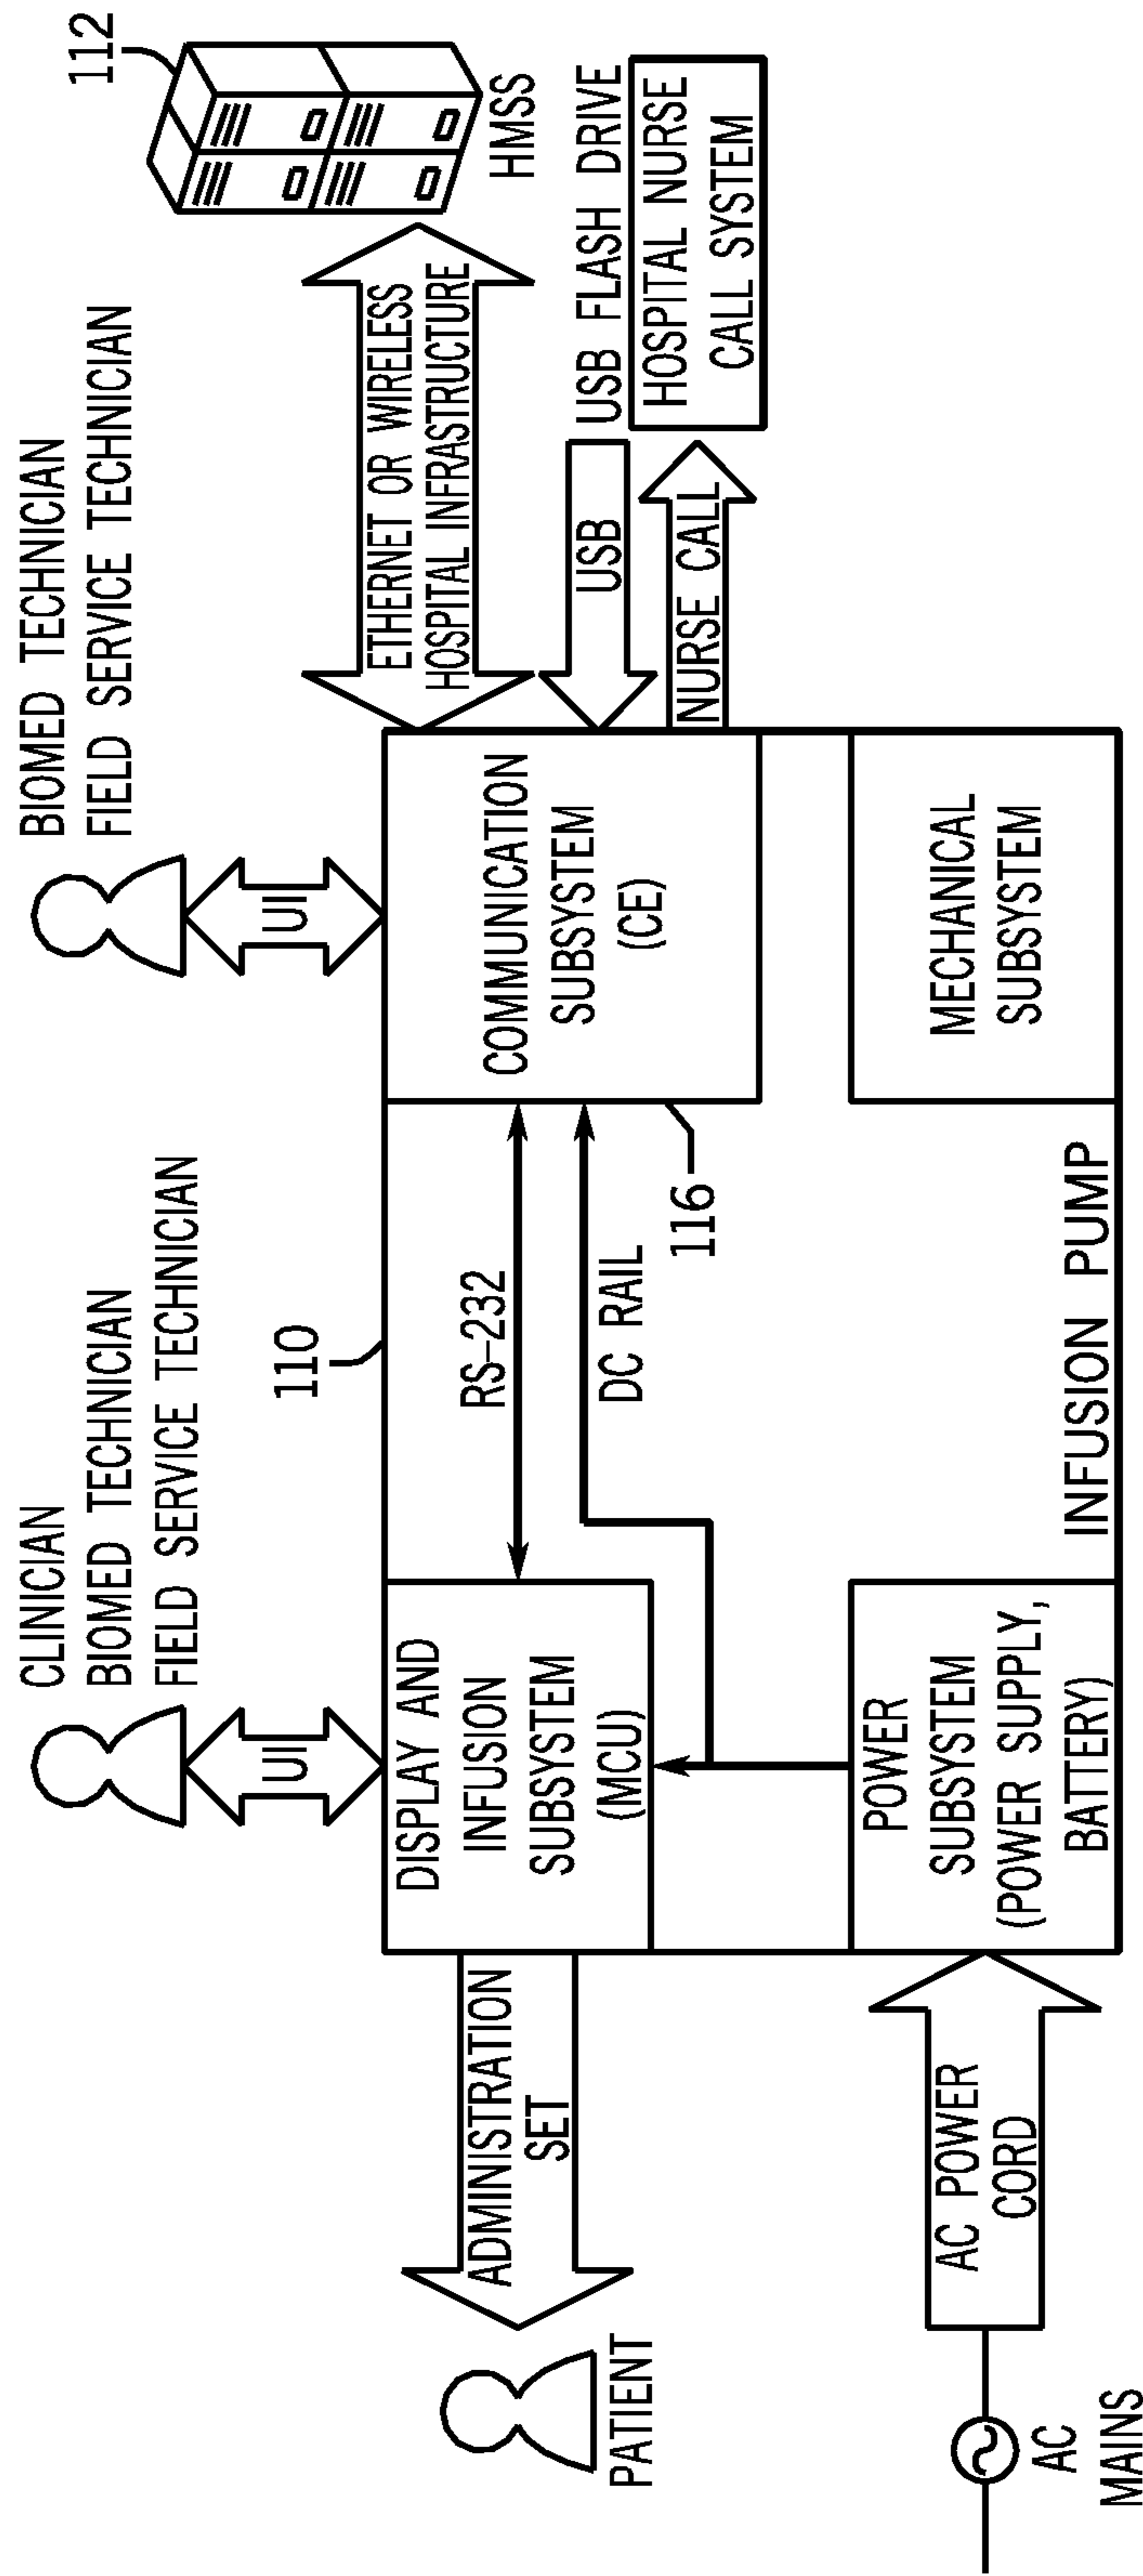 CLINICIAN
BIOMED TECHNICIAN
FIELD SERVICE TECHNICIAN
BIOMED TECHNICIAN
FIELD SERVICE TECHNICIAN
112
UI
110
UI
PATIENT
ADMINISTRATION
SET
DISPLAY AND
INFUSION
SUBSYSTEM
(MCU)
RS-232
DC RAIL
116
COMMUNICATION
SUBSYSTEM
(CE)
ETHERNET OR WIRELESS
HOSPITAL INFRASTRUCTURE
HMSS
USB
USB FLASH DRIVE
NURSE CALL
HOSPITAL NURSE
CALL SYSTEM
AC
MAINS
AC POWER
CORD
POWER
SUBSYSTEM
(POWER SUPPLY,
BATTERY)
INFUSION PUMP
MECHANICAL
SUBSYSTEM